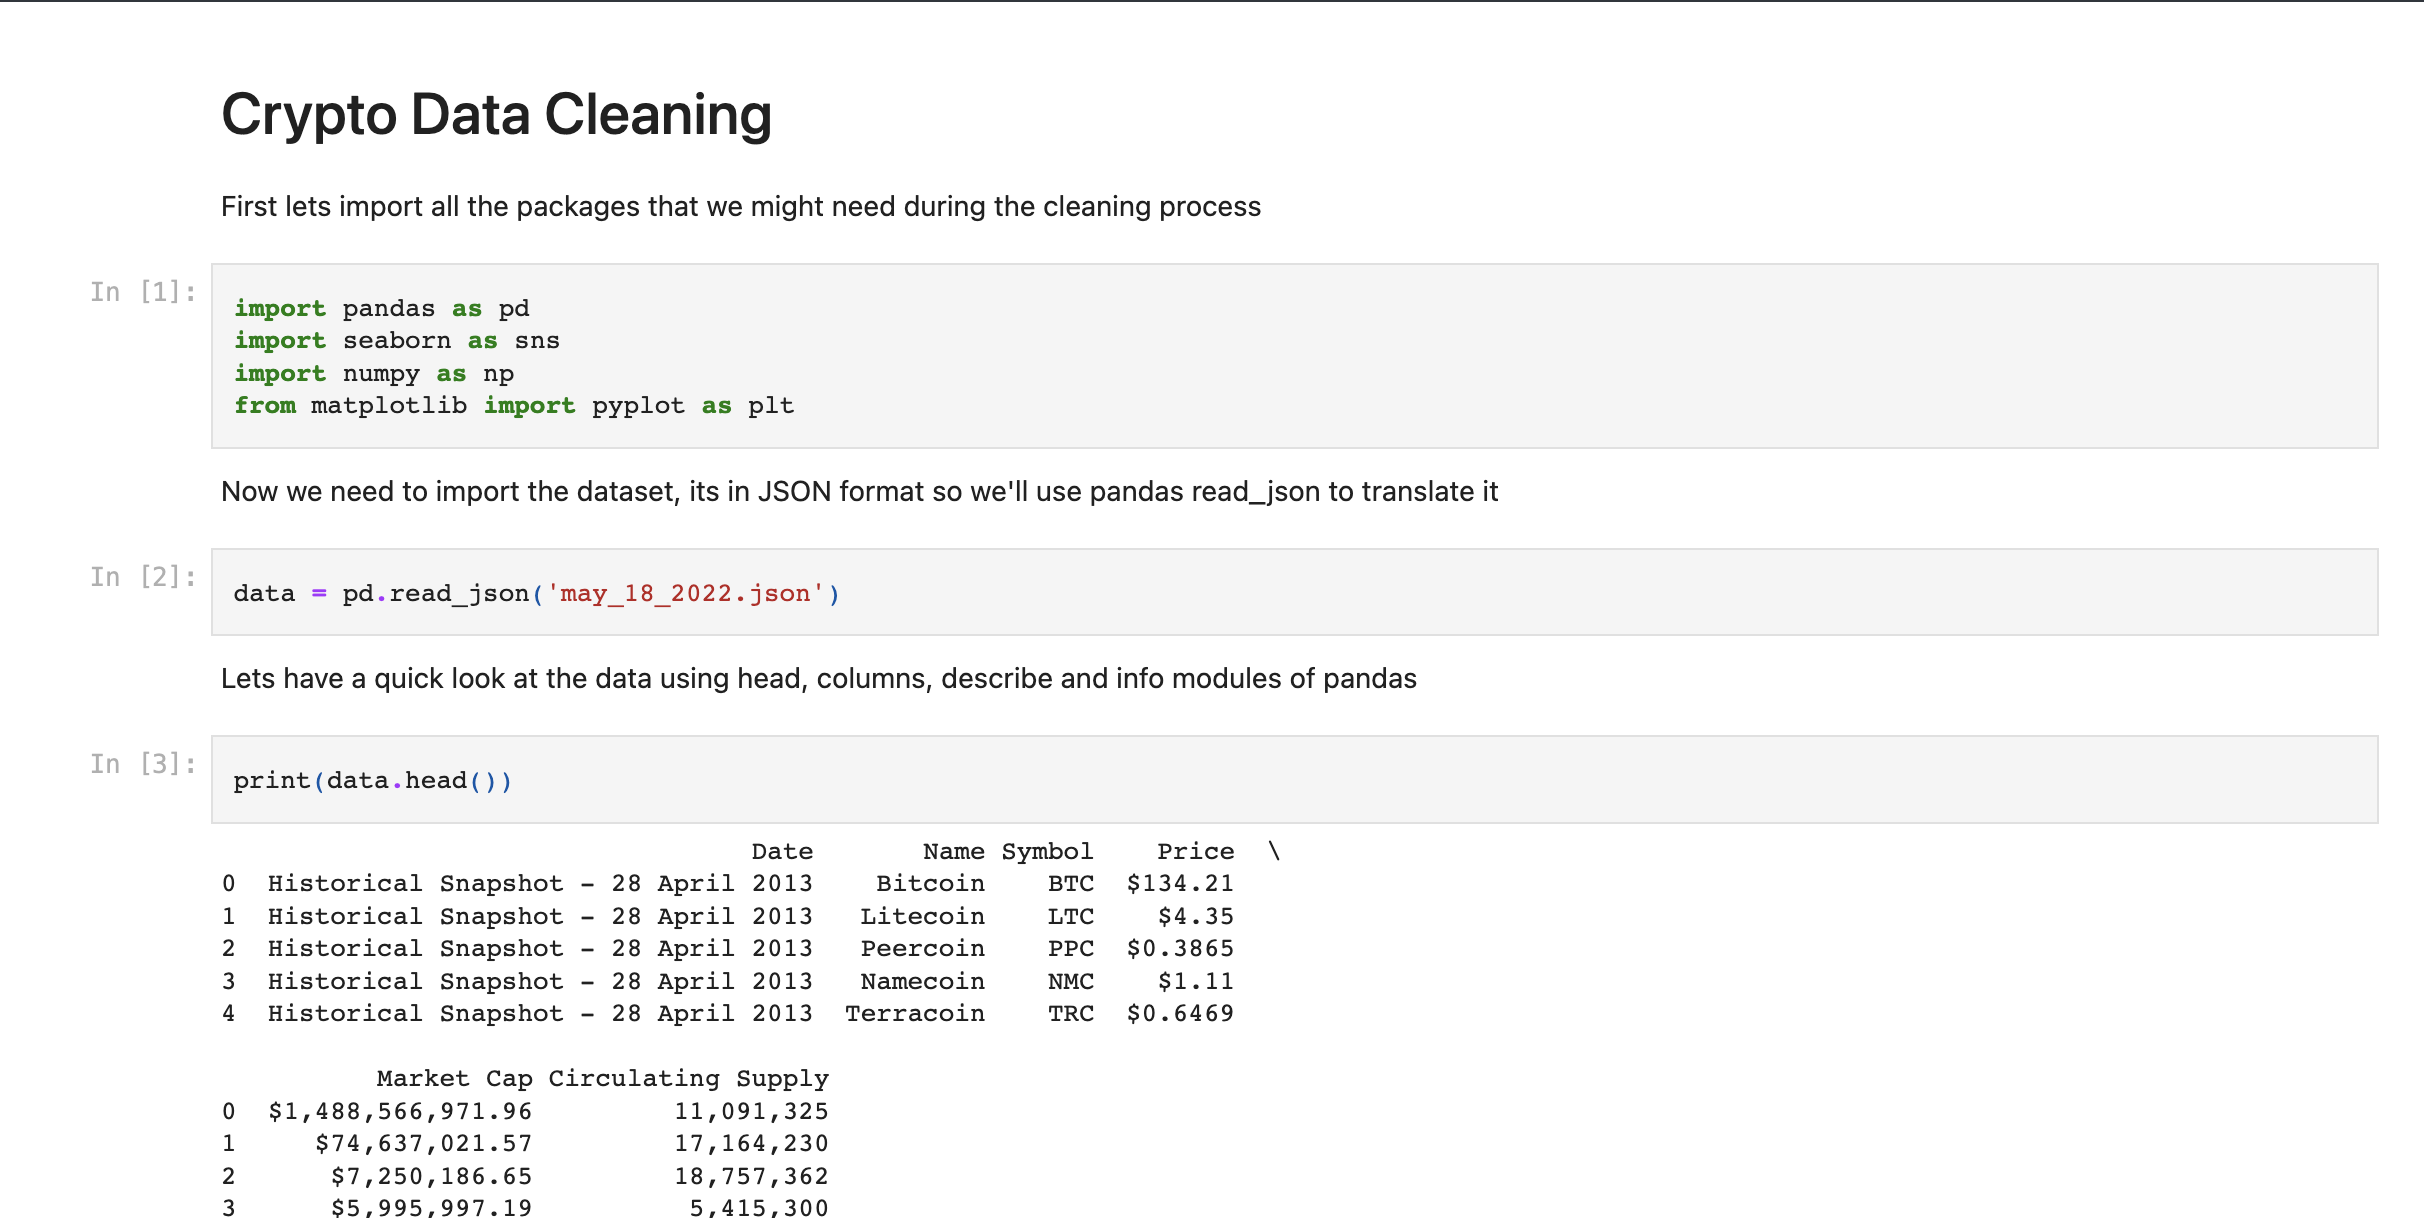 Crypto Data Cleaning
First lets import all the packages that we might need during the cleaning process
In [1]:
import pandas as pd
import seaborn as sns
import numpy as np
from matplotlib import pyplot as plt
Now we need to import the dataset, its in JSON format so we'll use pandas read_json to translate it
In [2]:
data = pd.read_json('may_18_2022.json')
Lets have a quick look at the data using head, columns, describe and info modules of pandas
In [3]:
print(data.head())
Date Name Symbol Price \
0 Historical Snapshot - 28 April 2013 Bitcoin BTC $134.21
1 Historical Snapshot - 28 April 2013 Litecoin LTC $4.35
2 Historical Snapshot - 28 April 2013 Peercoin PPC $0.3865
3 Historical Snapshot - 28 April 2013 Namecoin NMC $1.11
4 Historical Snapshot - 28 April 2013 Terracoin TRC $0.6469
Market Cap Circulating Supply
0 $1,488,566,971.96 11,091,325
1 $74,637,021.57 17,164,230
2 $7,250,186.65 18,757,362
3 $5,995,997.19 5,415,300